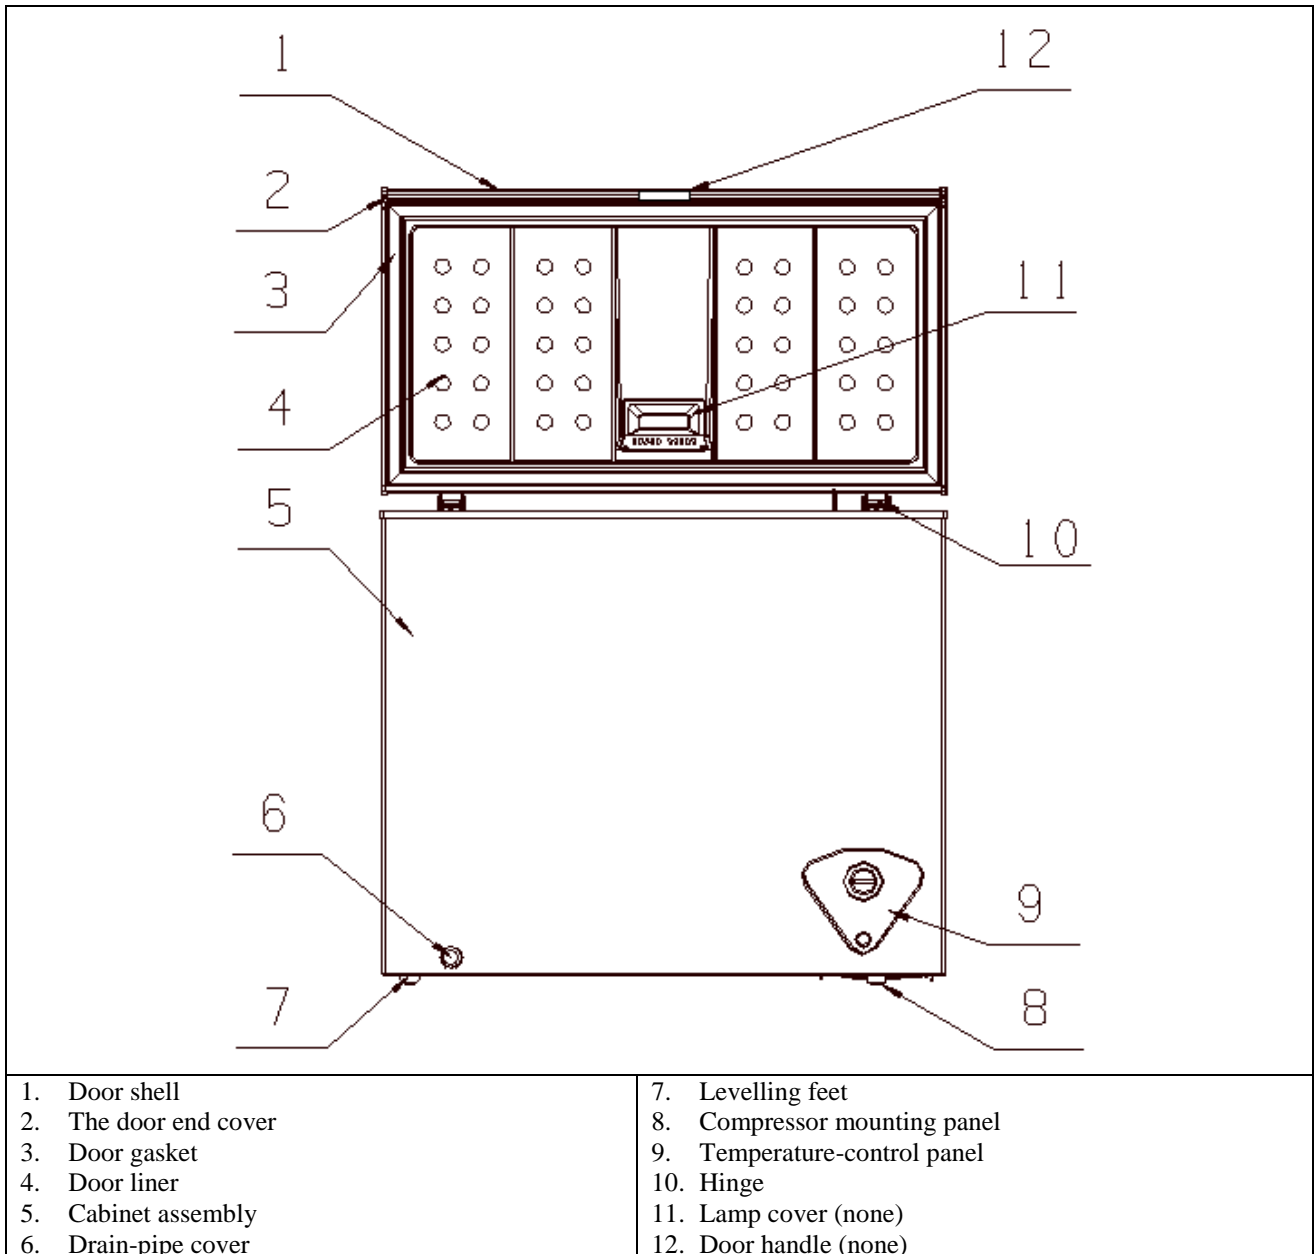 1
12
2
3
11
4
5
10
6
9
7
8
1. Door shell
2. The door end cover
3. Door gasket
4. Door liner
5. Cabinet assembly
6. Drain-pipe cover
7. Levelling feet
8. Compressor mounting panel
9. Temperature-control panel
10. Hinge
11. Lamp cover (none)
12. Door handle (none)